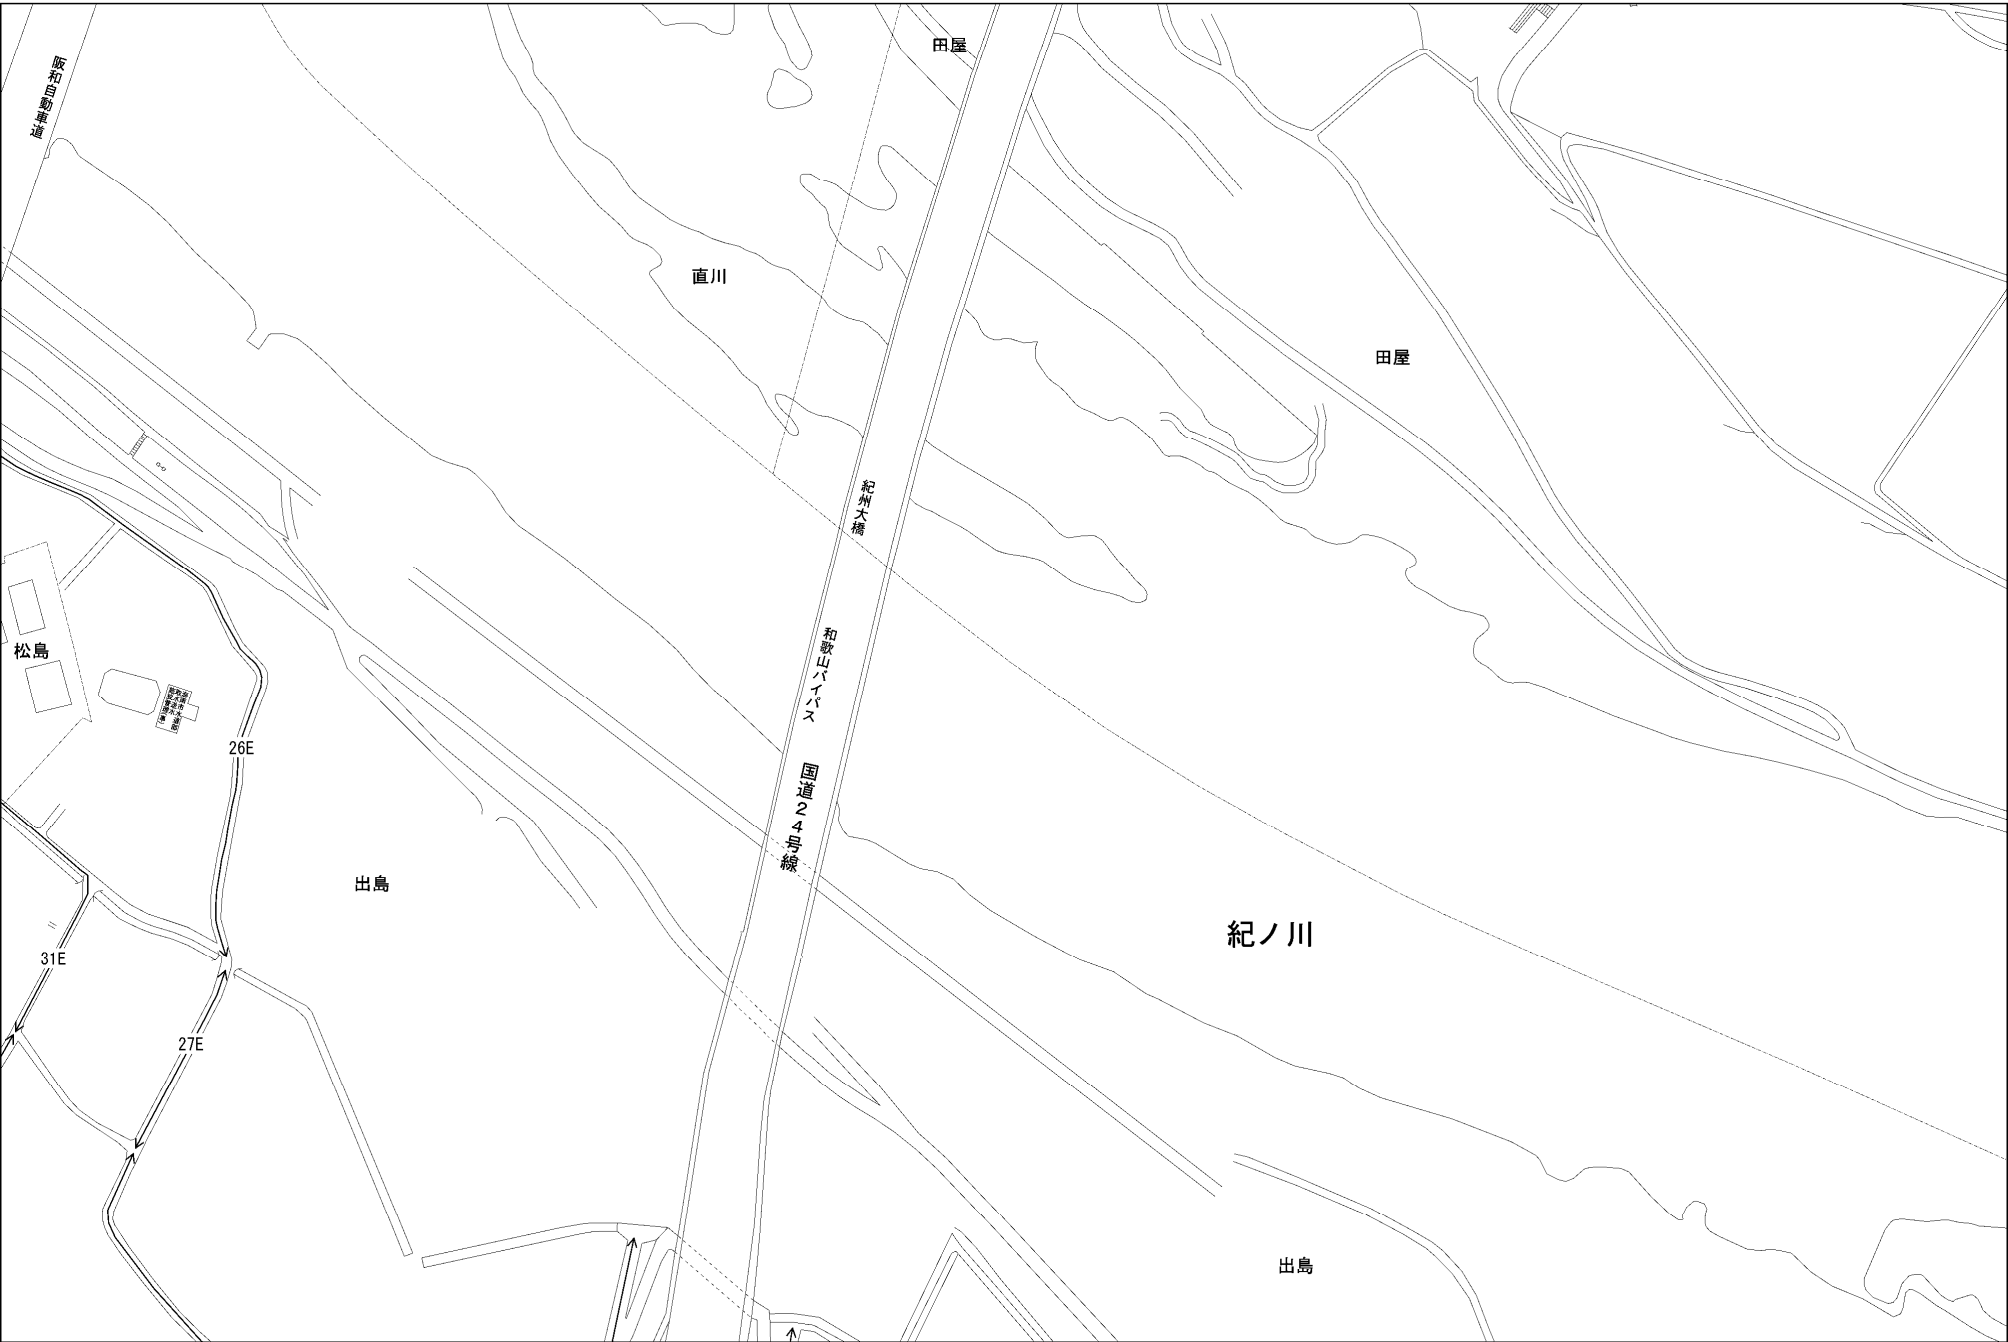 田屋
阪和自動車道
直川
田屋
紀州大橋
和歌山バイパス
松島
26E
国道24号線
出島
紀ノ川
31E
27E
出島